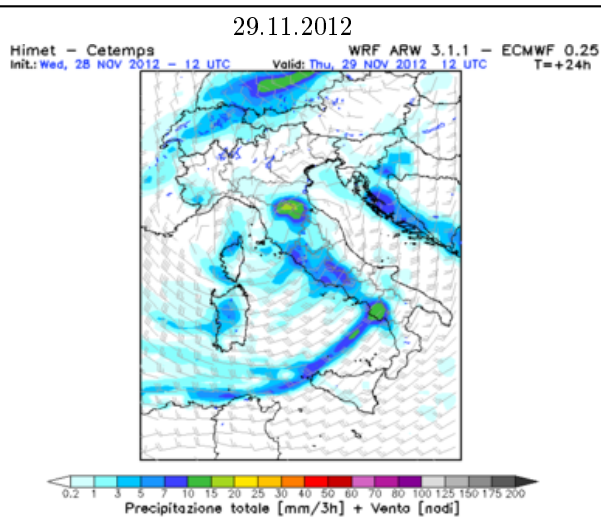 29.11.2012
Himet - Cetemps WRF ARW 3.1.1 - ECMWF 0.25
Init.: Wed, 28 NOV 2012 - 12 UTC Valid: Thu, 29 NOV 2012 12 UTC T=+24h
0.2 1 3 5 7 10 15 20 25 30 40 50 60 70 80 100 125 150 175 200
Precipitazione totale [mm/3h] + Vento [nodi]